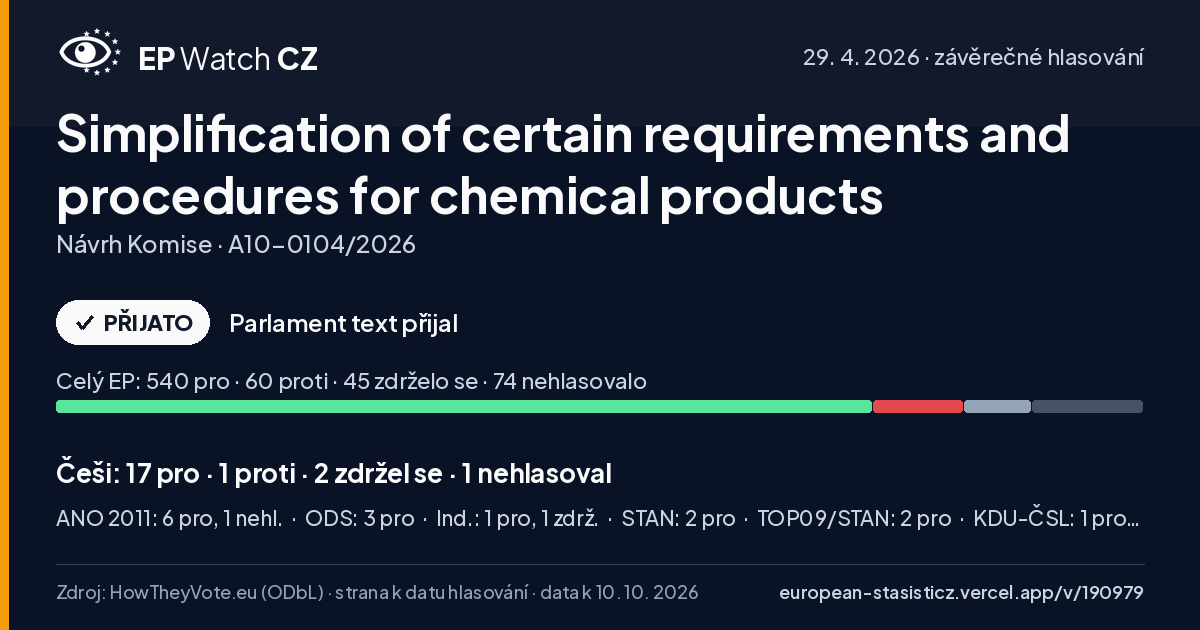 EP Watch CZ
29. 4. 2026 · závěrečné hlasování
Simplification of certain requirements and
procedures for chemical products
Návrh Komise · A10-0104/2026
✓ PŘIJATO
Parlament text přijal
Celý EP: 540 pro · 60 proti · 45 zdrželo se · 74 nehlasovalo
Češi: 17 pro · 1 proti · 2 zdržel se · 1 nehlasoval
ANO 2011: 6 pro, 1 nehl. · ODS: 3 pro · Ind.: 1 pro, 1 zdrž. · STAN: 2 pro · TOP09/STAN: 2 pro · KDU-ČSL: 1 pro…
Zdroj: HowTheyVote.eu (ODbL) · strana k datu hlasování · data k 10. 10. 2026
european-stasisticz.vercel.app/v/190979